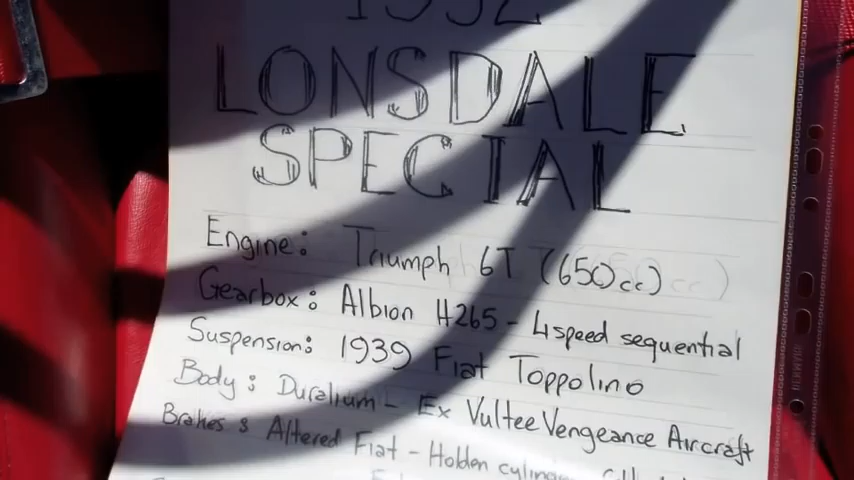 1952
LONSDALE
SPECIAL
Engine: Triumph 6T (650cc)
Gearbox: Albion H265 - 4speed sequential
Suspension: 1939 Fiat Toppolino
Body: Duralium - Ex Vultee Vengeance Aircraft
Brakes: Altered Fiat - Holden